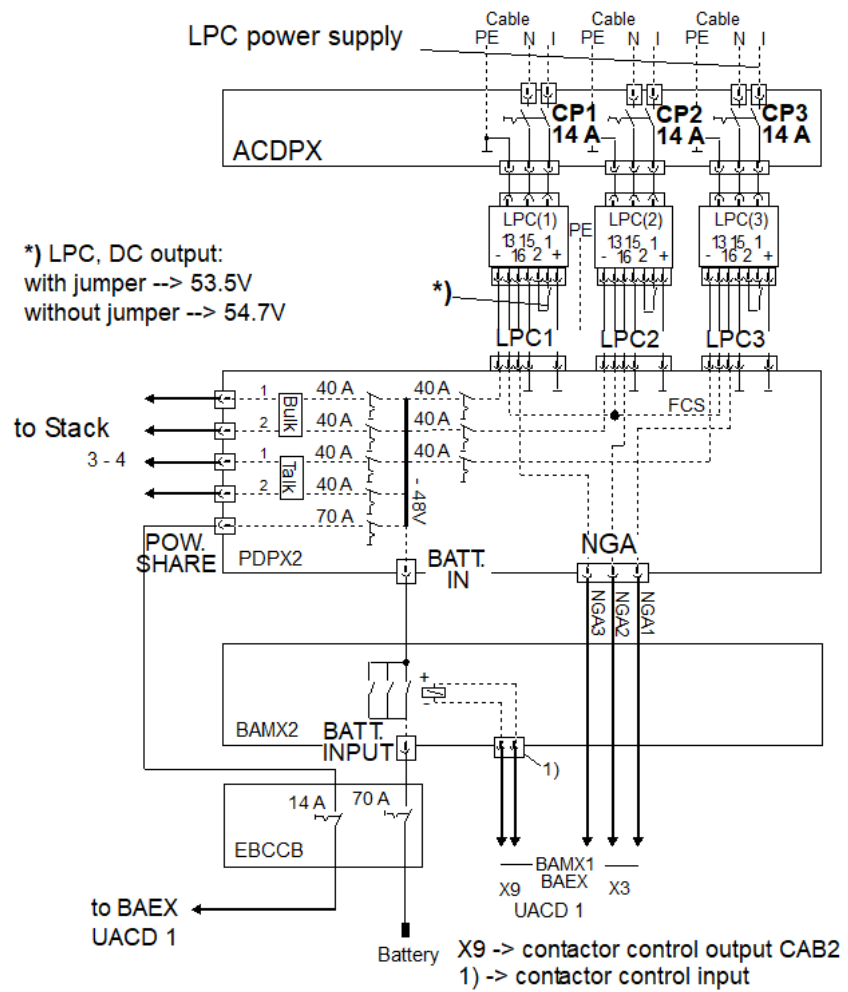 Cable Cable Cable
LPC power supply
PE N I PE N I PE N I
CP1 CP2 CP3
14 A 14 A 14 A
ACDPX
LPC(1) LPC(2) LPC(3)
PE
13 15 1 13 15 1 13 15 1
- 16 2 + - 16 2 + - 16 2 +
*) LPC, DC output:
with jumper --> 53.5V
without jumper --> 54.7V
*)
LPC1 LPC2 LPC3
1 Bulk 40 A 40 A
FCS
to Stack
2 40 A 40 A
3 - 4
1 Talk 40 A 40 A
2 40 A
- 48V
70 A
POW.
SHARE
PDPX2
BATT.
IN
NGA
NGA3 NGA2 NGA1
+
-
BAMX2
BATT.
INPUT
1)
14 A 70 A
EBCCB
BAMX1
BAEX
X9 X3
UACD 1
to BAEX
UACD 1
Battery
X9 -> contactor control output CAB2
1) -> contactor control input